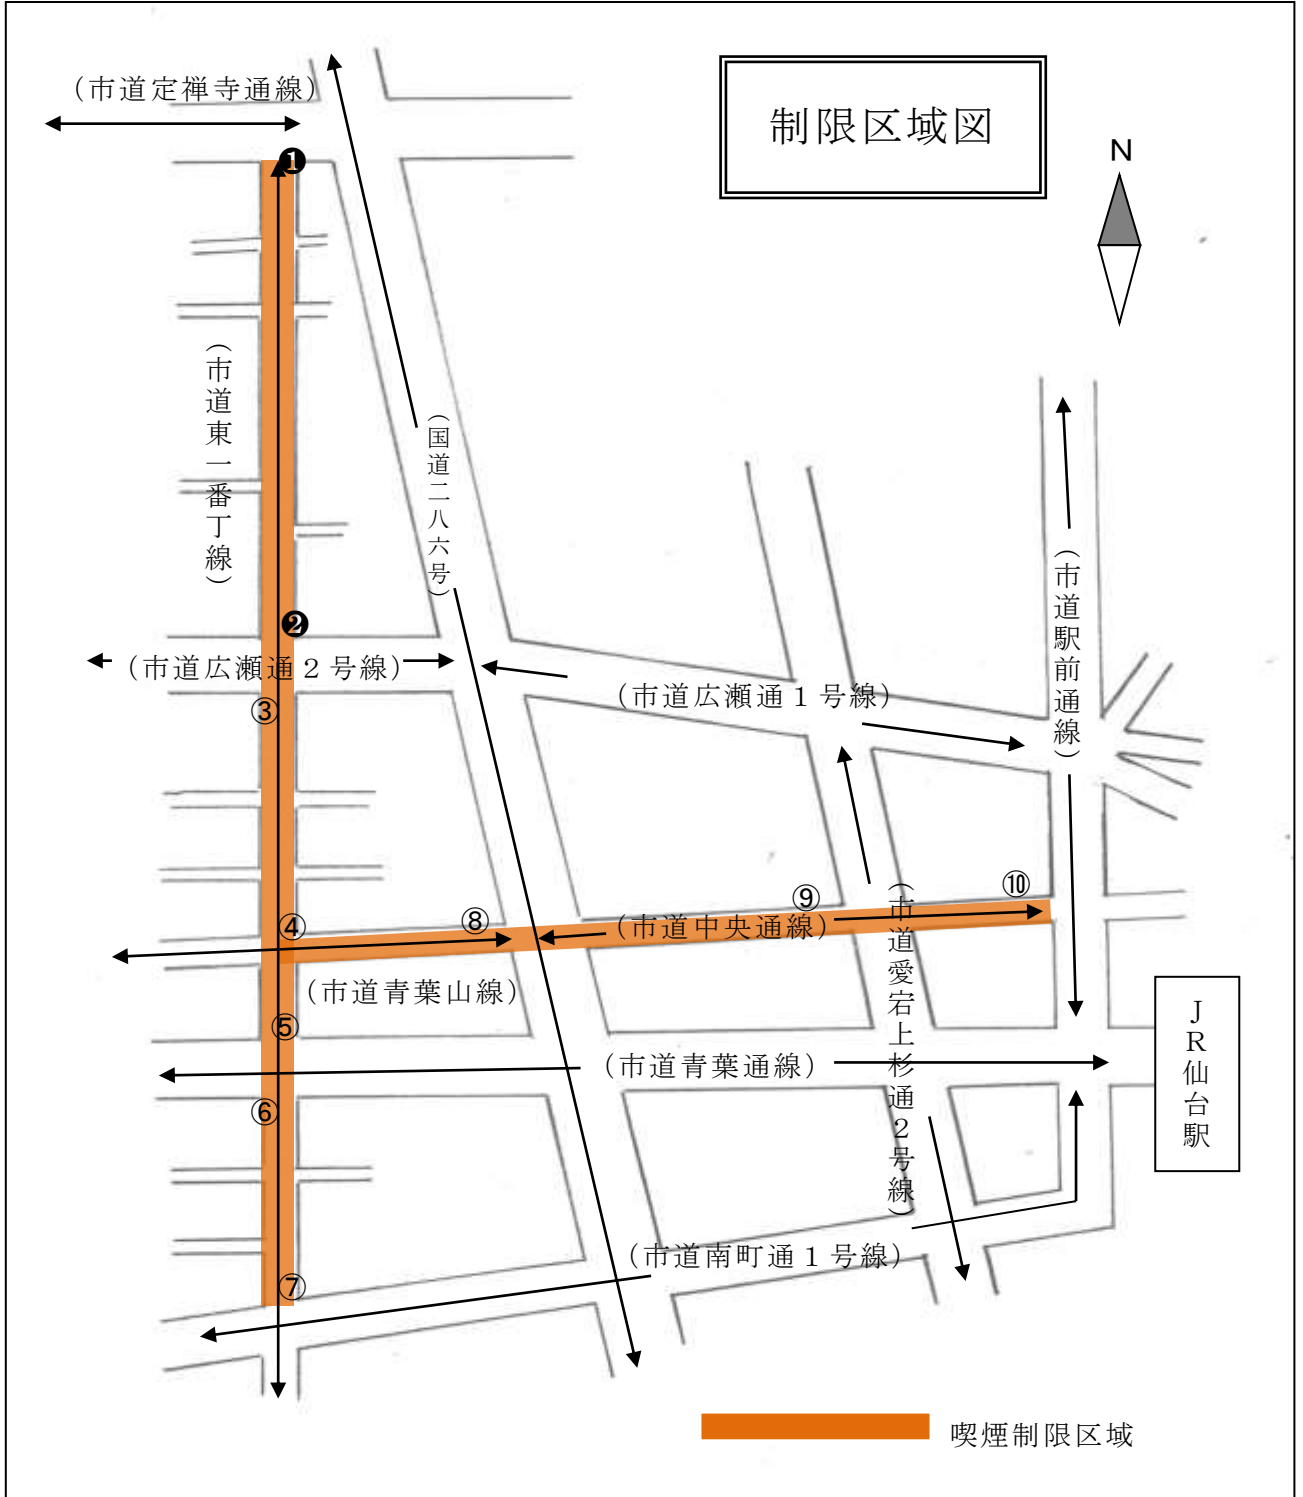 制限区域図
（市道定禅寺通線）
N
❶
（市道東一番丁線）
（国道二八六号）
（市道駅前通線）
❷
（市道広瀬通２号線）
（市道広瀬通１号線）
③
⑩
⑨
⑧
④
（市道中央通線）
（市道愛宕上杉通２号線）
（市道青葉山線）
ＪＲ仙台駅
⑤
（市道青葉通線）
⑥
（市道南町通１号線）
⑦
喫煙制限区域